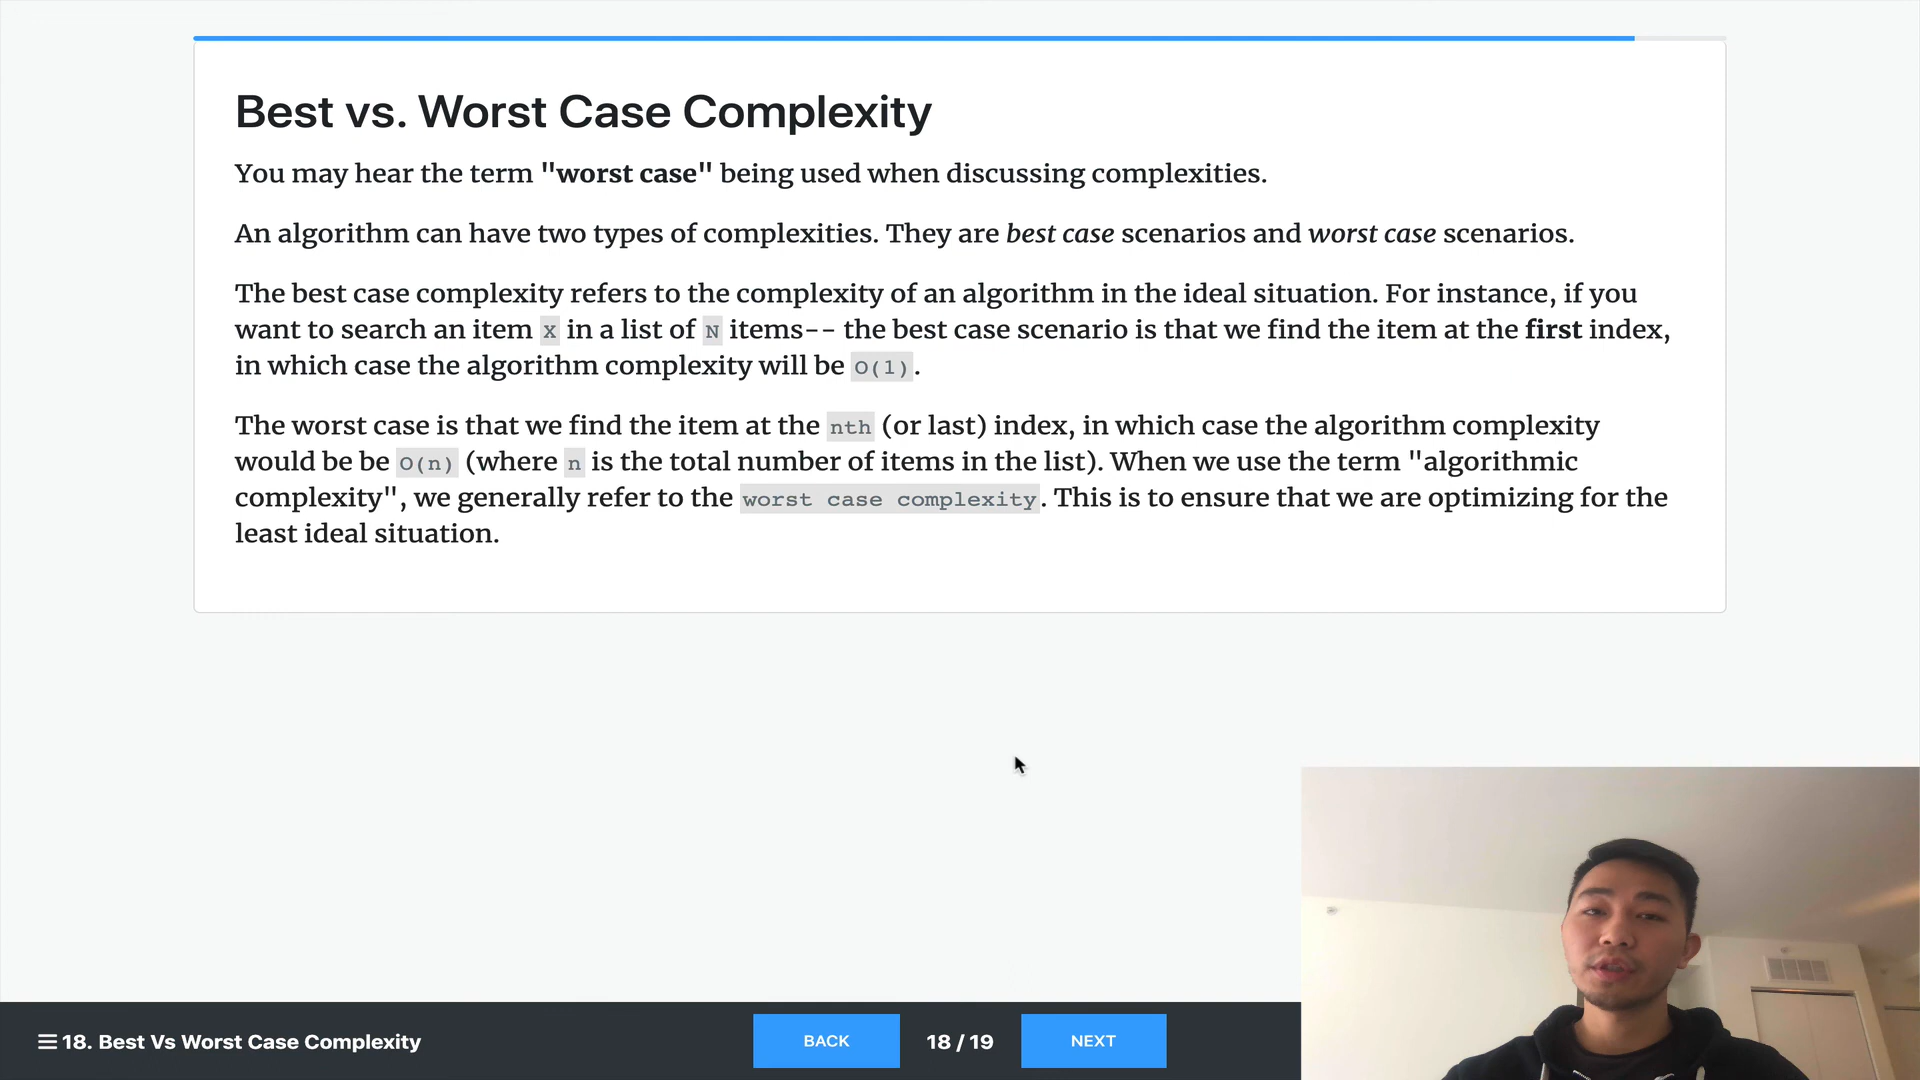 Best vs. Worst Case Complexity
You may hear the term "worst case" being used when discussing complexities.
An algorithm can have two types of complexities. They are best case scenarios and worst case scenarios.
The best case complexity refers to the complexity of an algorithm in the ideal situation. For instance, if you
want to search an item X in a list of N items-- the best case scenario is that we find the item at the first index,
in which case the algorithm complexity will be O(1).
The worst case is that we find the item at the nth (or last) index, in which case the algorithm complexity
would be be O(n) (where n is the total number of items in the list). When we use the term "algorithmic
complexity", we generally refer to the worst case complexity. This is to ensure that we are optimizing for the
least ideal situation.
18. Best Vs Worst Case Complexity
BACK
18 / 19
NEXT